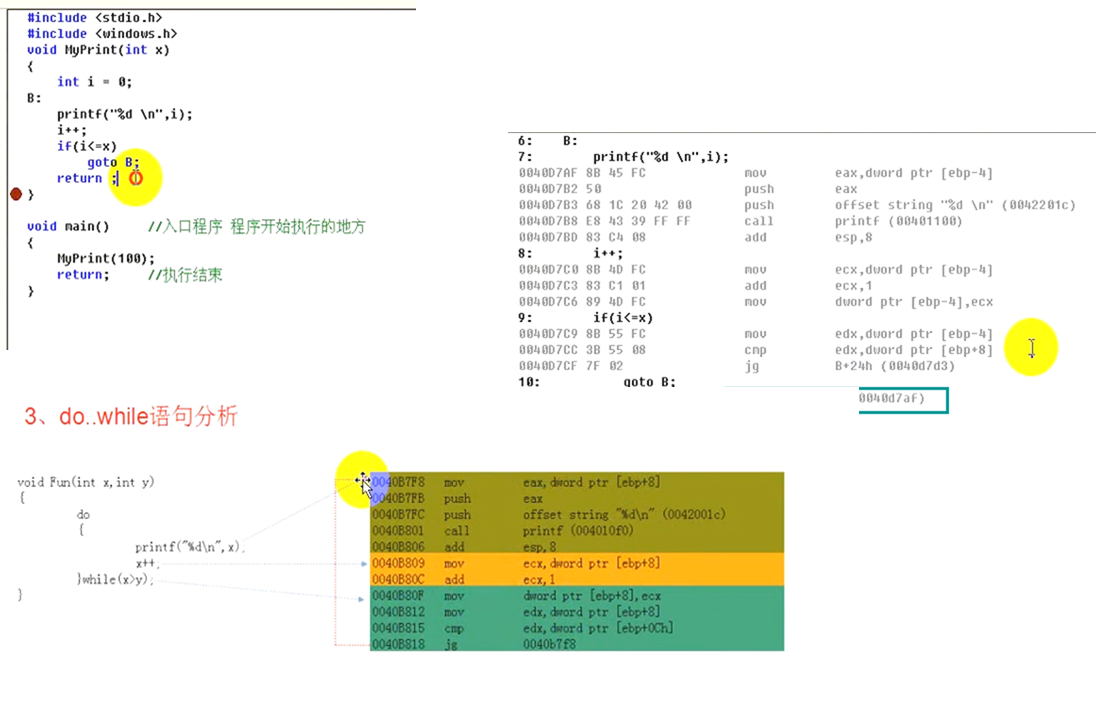 #include <stdio.h>
#include <windows.h>
void MyPrint(int x)
{
int i = 0;
B:
printf("%d \n",i);
i++;
if(i<=x)
goto B;
return ;
}
void main() //入口程序 程序开始执行的地方
{
MyPrint(100);
return; //执行结束
}
6: B:
7: printf("%d \n",i);
0040D7AF 8B 45 FC mov eax,dword ptr [ebp-4]
0040D7B2 50 push eax
0040D7B3 68 1C 20 42 00 push offset string "%d \n" (0042201c)
0040D7B8 E8 43 39 FF FF call printf (00401100)
0040D7BD 83 C4 08 add esp,8
8: i++;
0040D7C0 8B 4D FC mov ecx,dword ptr [ebp-4]
0040D7C3 83 C1 01 add ecx,1
0040D7C6 89 4D FC mov dword ptr [ebp-4],ecx
9: if(i<=x)
0040D7C9 8B 55 FC mov edx,dword ptr [ebp-4]
0040D7CC 3B 55 08 cmp edx,dword ptr [ebp+8]
0040D7CF 7F 02 jg B+24h (0040d7d3)
10: goto B;
0040d7af)
3、do..while语句分析
void Fun(int x,int y)
{
do
{
printf("%d\n",x);
x++;
}while(x>y);
}
0040B7F8 mov eax,dword ptr [ebp+8]
0040B7FB push eax
0040B7FC push offset string "%d\n" (0042001c)
0040B801 call printf (004010f0)
0040B806 add esp,8
0040B809 mov ecx,dword ptr [ebp+8]
0040B80C add ecx,1
0040B80F mov dword ptr [ebp+8],ecx
0040B812 mov edx,dword ptr [ebp+8]
0040B815 cmp edx,dword ptr [ebp+0Ch]
0040B818 jg 0040b7f8